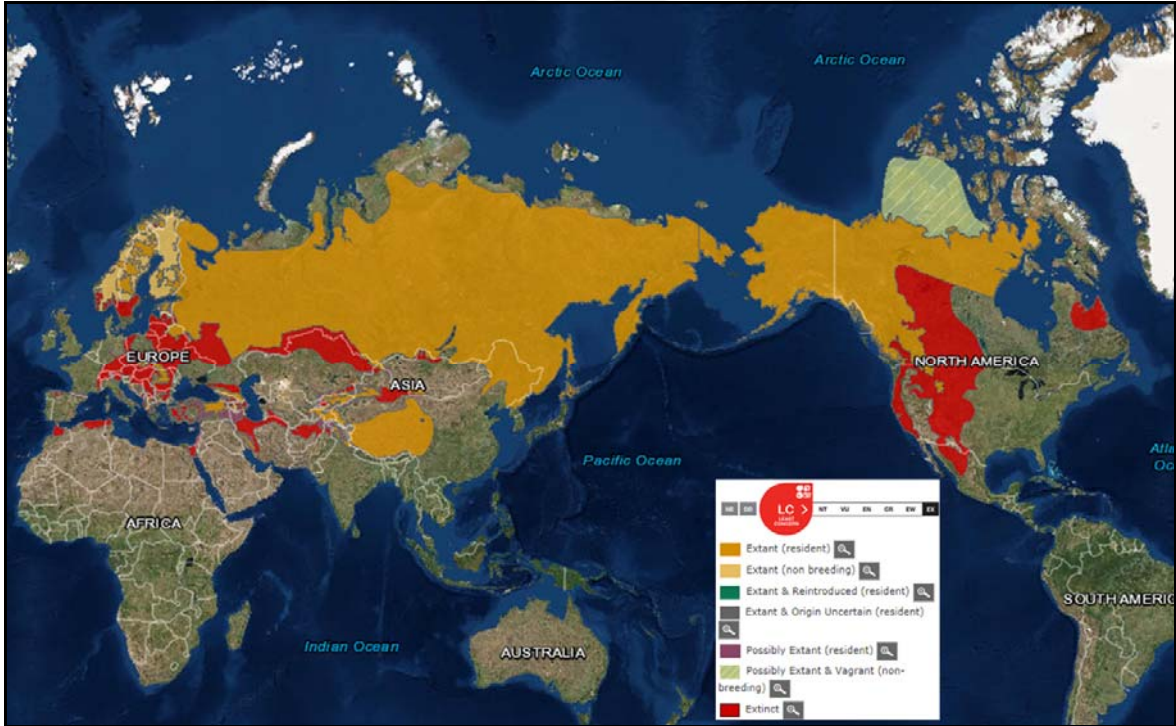 Arctic Ocean
Arctic Ocean
EUROPE
ASIA
NORTH AMERICA
Pacific Ocean
Atla
Oc
AFRICA
SOUTH AMERIC
Indian Ocean
AUSTRALIA
NE DD LC > NT VU EN CR EW EX
LEAST
CONCERN
Extant (resident)
Extant (non breeding)
Extant & Reintroduced (resident)
Extant & Origin Uncertain (resident)
Possibly Extant (resident)
Possibly Extant & Vagrant (non-
breeding)
Extinct